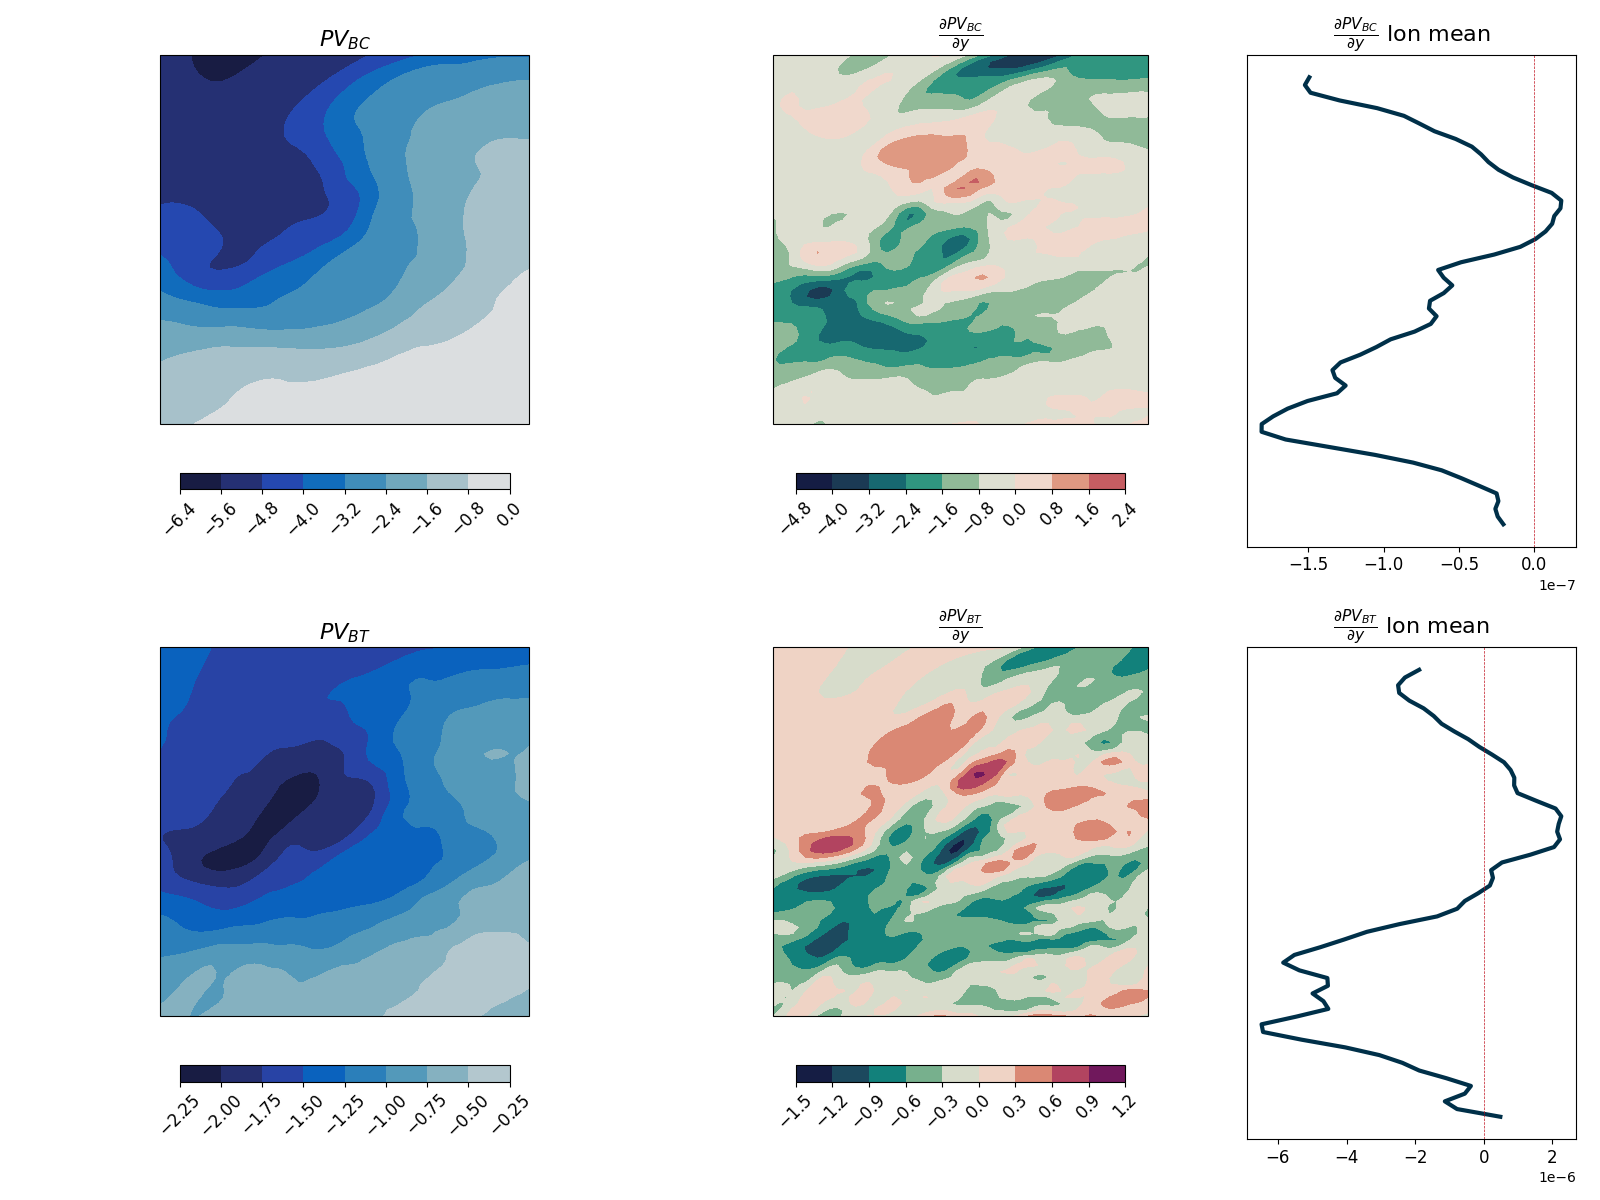 PV_BC
∂PV_BC/∂y
∂PV_BC/∂y lon mean
−6.4 −5.6 −4.8 −4.0 −3.2 −2.4 −1.6 −0.8 0.0
−4.8 −4.0 −3.2 −2.4 −1.6 −0.8 0.0 0.8 1.6 2.4
−1.5 −1.0 −0.5 0.0
1e−7
PV_BT
∂PV_BT/∂y
∂PV_BT/∂y lon mean
−2.25 −2.00 −1.75 −1.50 −1.25 −1.00 −0.75 −0.50 −0.25
−1.5 −1.2 −0.9 −0.6 −0.3 0.0 0.3 0.6 0.9 1.2
−6 −4 −2 0 2
1e−6